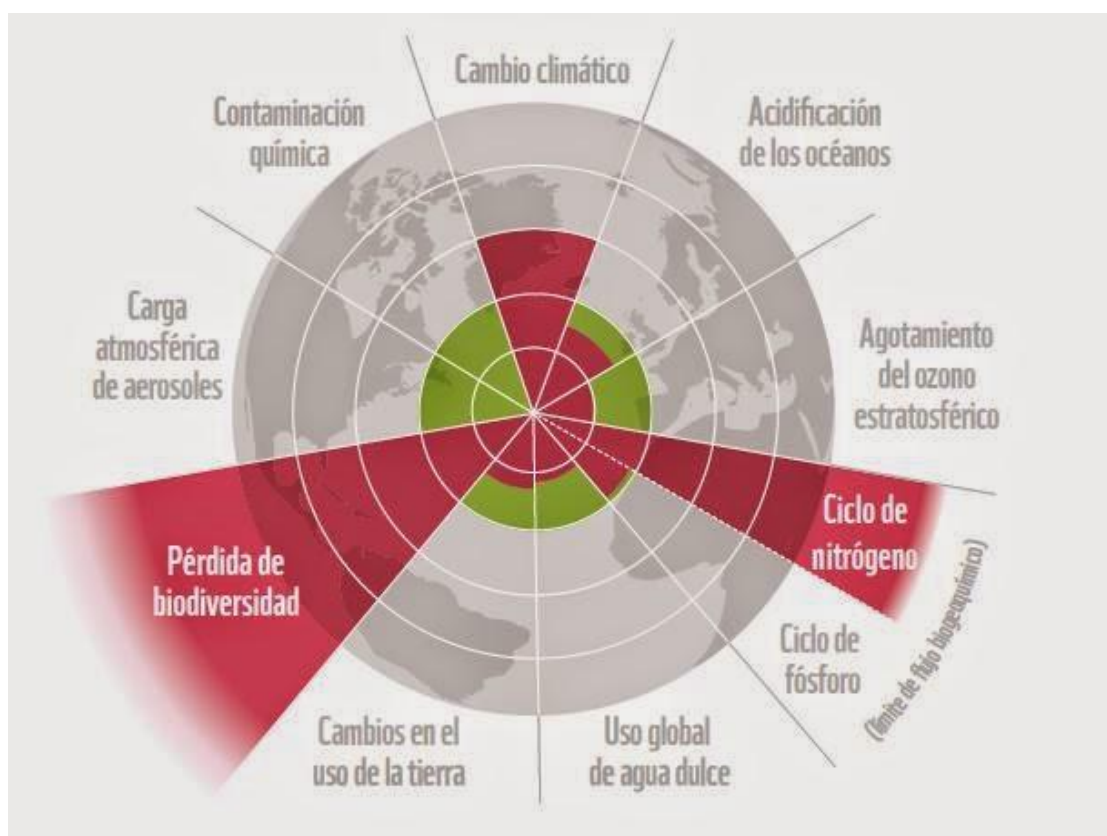 Cambio climático
Acidificación
de los océanos
Agotamiento
del ozono
estratosférico
Ciclo de
nitrógeno
(límite de flujo biogeoquímico)
Ciclo de
fósforo
Uso global
de agua dulce
Cambios en el
uso de la tierra
Pérdida de
biodiversidad
Carga
atmosférica
de aerosoles
Contaminación
química